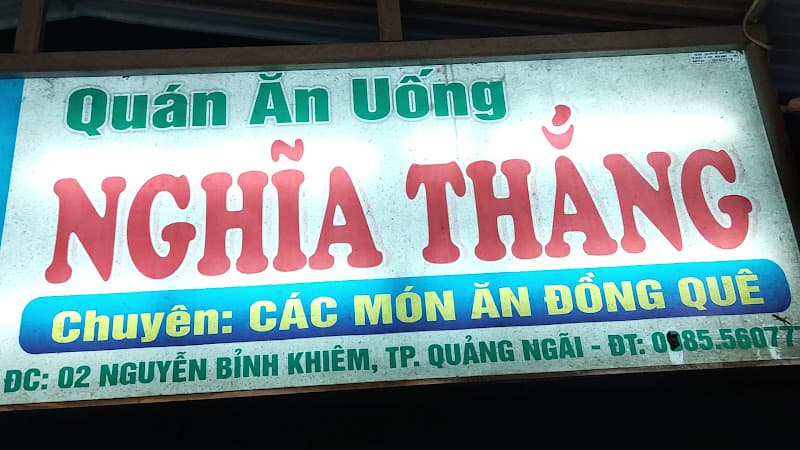 Quán Ăn Uống
NGHĨA THẮNG
Chuyên: CÁC MÓN ĂN ĐỒNG QUÊ
ĐC: 02 NGUYỄN BỈNH KHIÊM, TP. QUẢNG NGÃI - ĐT: